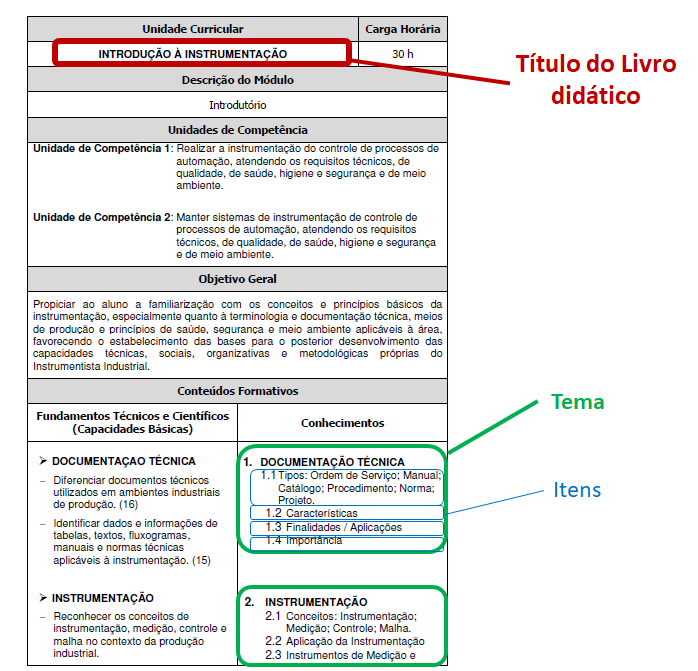 Unidade Curricular
Carga Horária
INTRODUÇÃO À INSTRUMENTAÇÃO
30 h
Título do Livro
didático
Descrição do Módulo
Introdutório
Unidades de Competência
Unidade de Competência 1: Realizar a instrumentação do controle de processos de
automação, atendendo os requisitos técnicos, de
qualidade, de saúde, higiene e segurança e de meio
ambiente.
Unidade de Competência 2: Manter sistemas de instrumentação de controle de
processos de automação, atendendo os requisitos
técnicos, de qualidade, de saúde, higiene e segurança
e de meio ambiente.
Objetivo Geral
Propiciar ao aluno a familiarização com os conceitos e princípios básicos da
instrumentação, especialmente quanto à terminologia e documentação técnica, meios
de produção e princípios de saúde, segurança e meio ambiente aplicáveis à área,
favorecendo o estabelecimento das bases para o posterior desenvolvimento das
capacidades técnicas, sociais, organizativas e metodológicas próprias do
Instrumentista Industrial.
Conteúdos Formativos
Fundamentos Técnicos e Científicos
(Capacidades Básicas)
Conhecimentos
Tema
➢ DOCUMENTAÇAO TÉCNICA
– Diferenciar documentos técnicos
utilizados em ambientes industriais
de produção. (16)
– Identificar dados e informações de
tabelas, textos, fluxogramas,
manuais e normas técnicas
aplicáveis à instrumentação. (15)
1. DOCUMENTAÇÃO TÉCNICA
1.1 Tipos: Ordem de Serviço; Manual;
Catálogo; Procedimento; Norma;
Projeto.
1.2 Características
1.3 Finalidades / Aplicações
1.4 Importância
Itens
➢ INSTRUMENTAÇÃO
– Reconhecer os conceitos de
instrumentação, medição, controle e
malha no contexto da produção
industrial.
2. INSTRUMENTAÇÃO
2.1 Conceitos: Instrumentação;
Medição; Controle; Malha.
2.2 Aplicação da Instrumentação
2.3 Instrumentos de Medição e